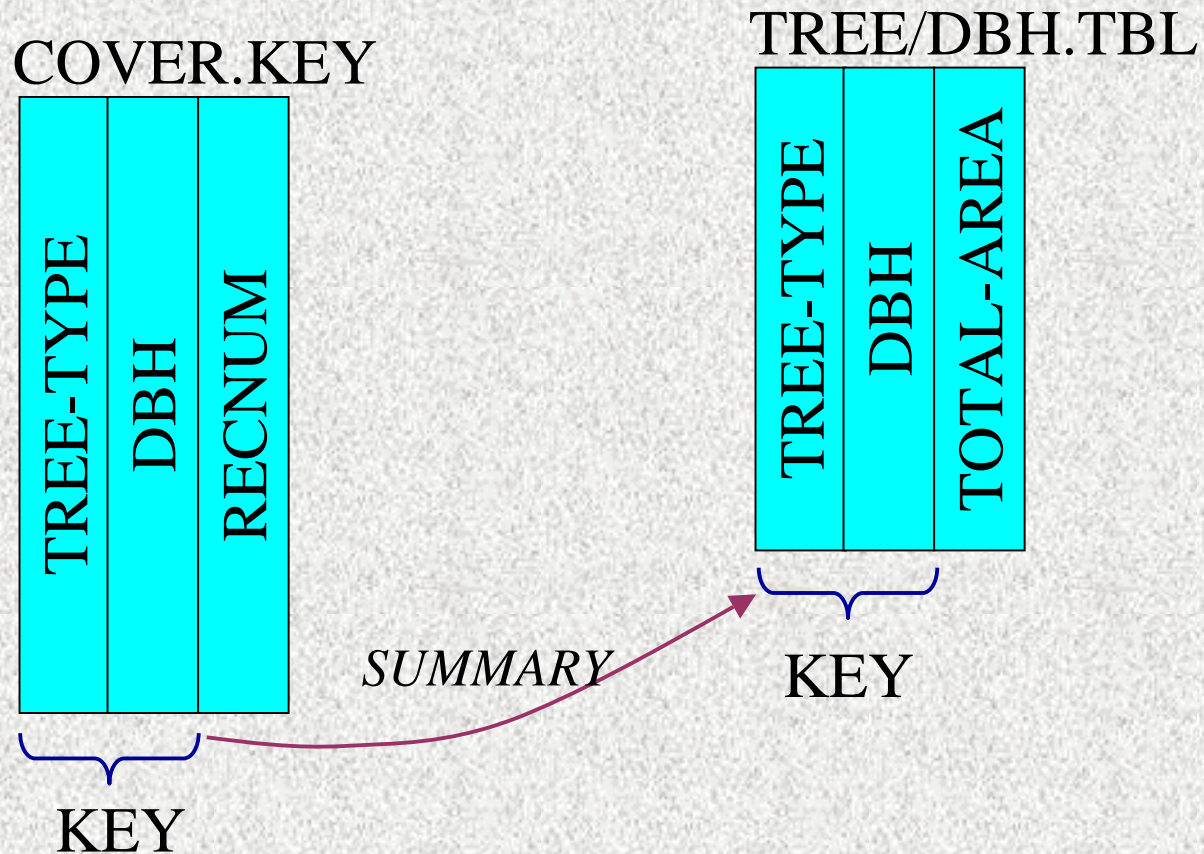 COVER.KEY
TREE-TYPE
DBH
RECNUM
KEY
SUMMARY
TREE/DBH.TBL
TREE-TYPE
DBH
TOTAL-AREA
KEY